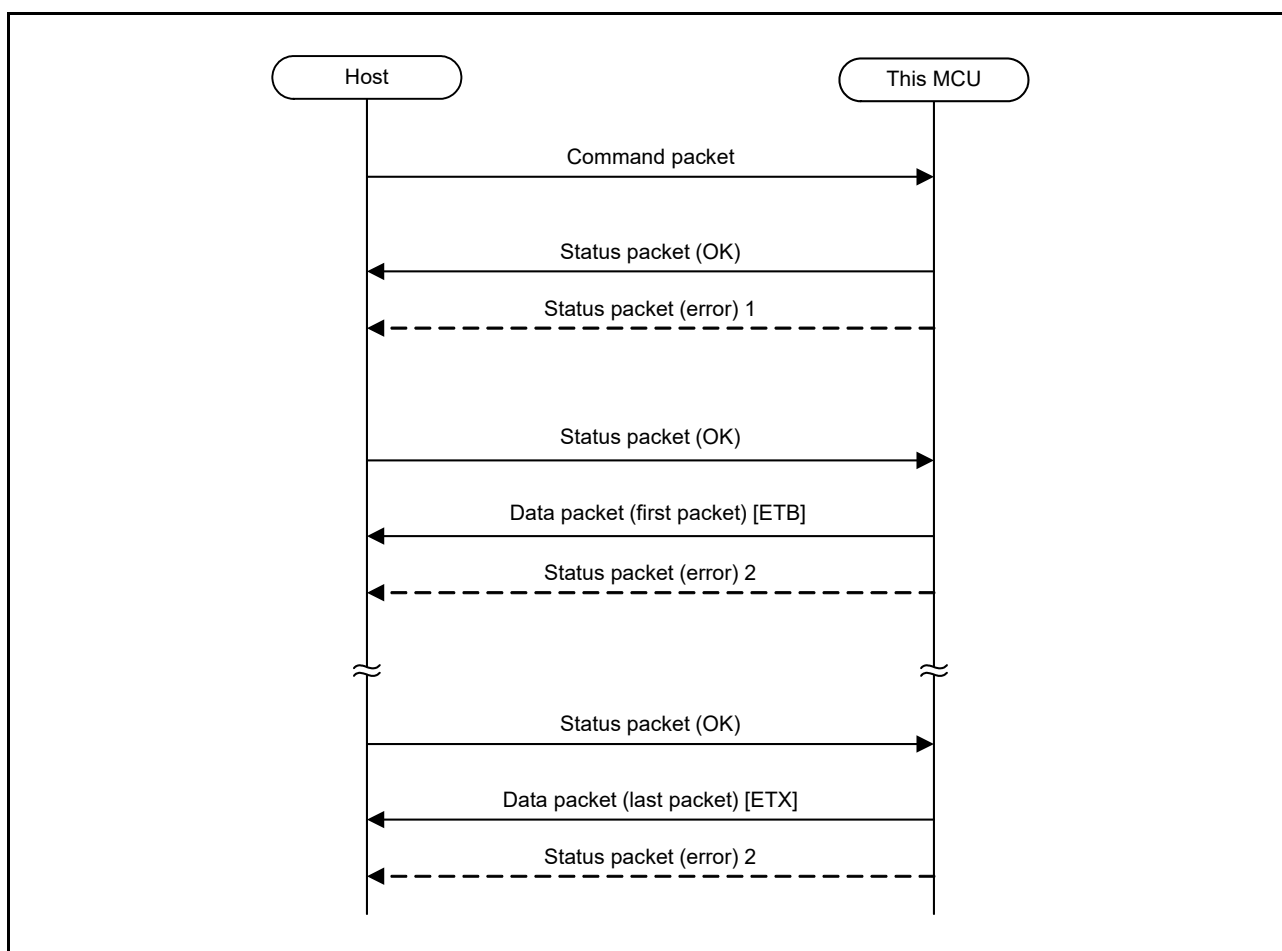 Host
This MCU
Command packet
Status packet (OK)
Status packet (error) 1
Status packet (OK)
Data packet (first packet) [ETB]
Status packet (error) 2
Status packet (OK)
Data packet (last packet) [ETX]
Status packet (error) 2